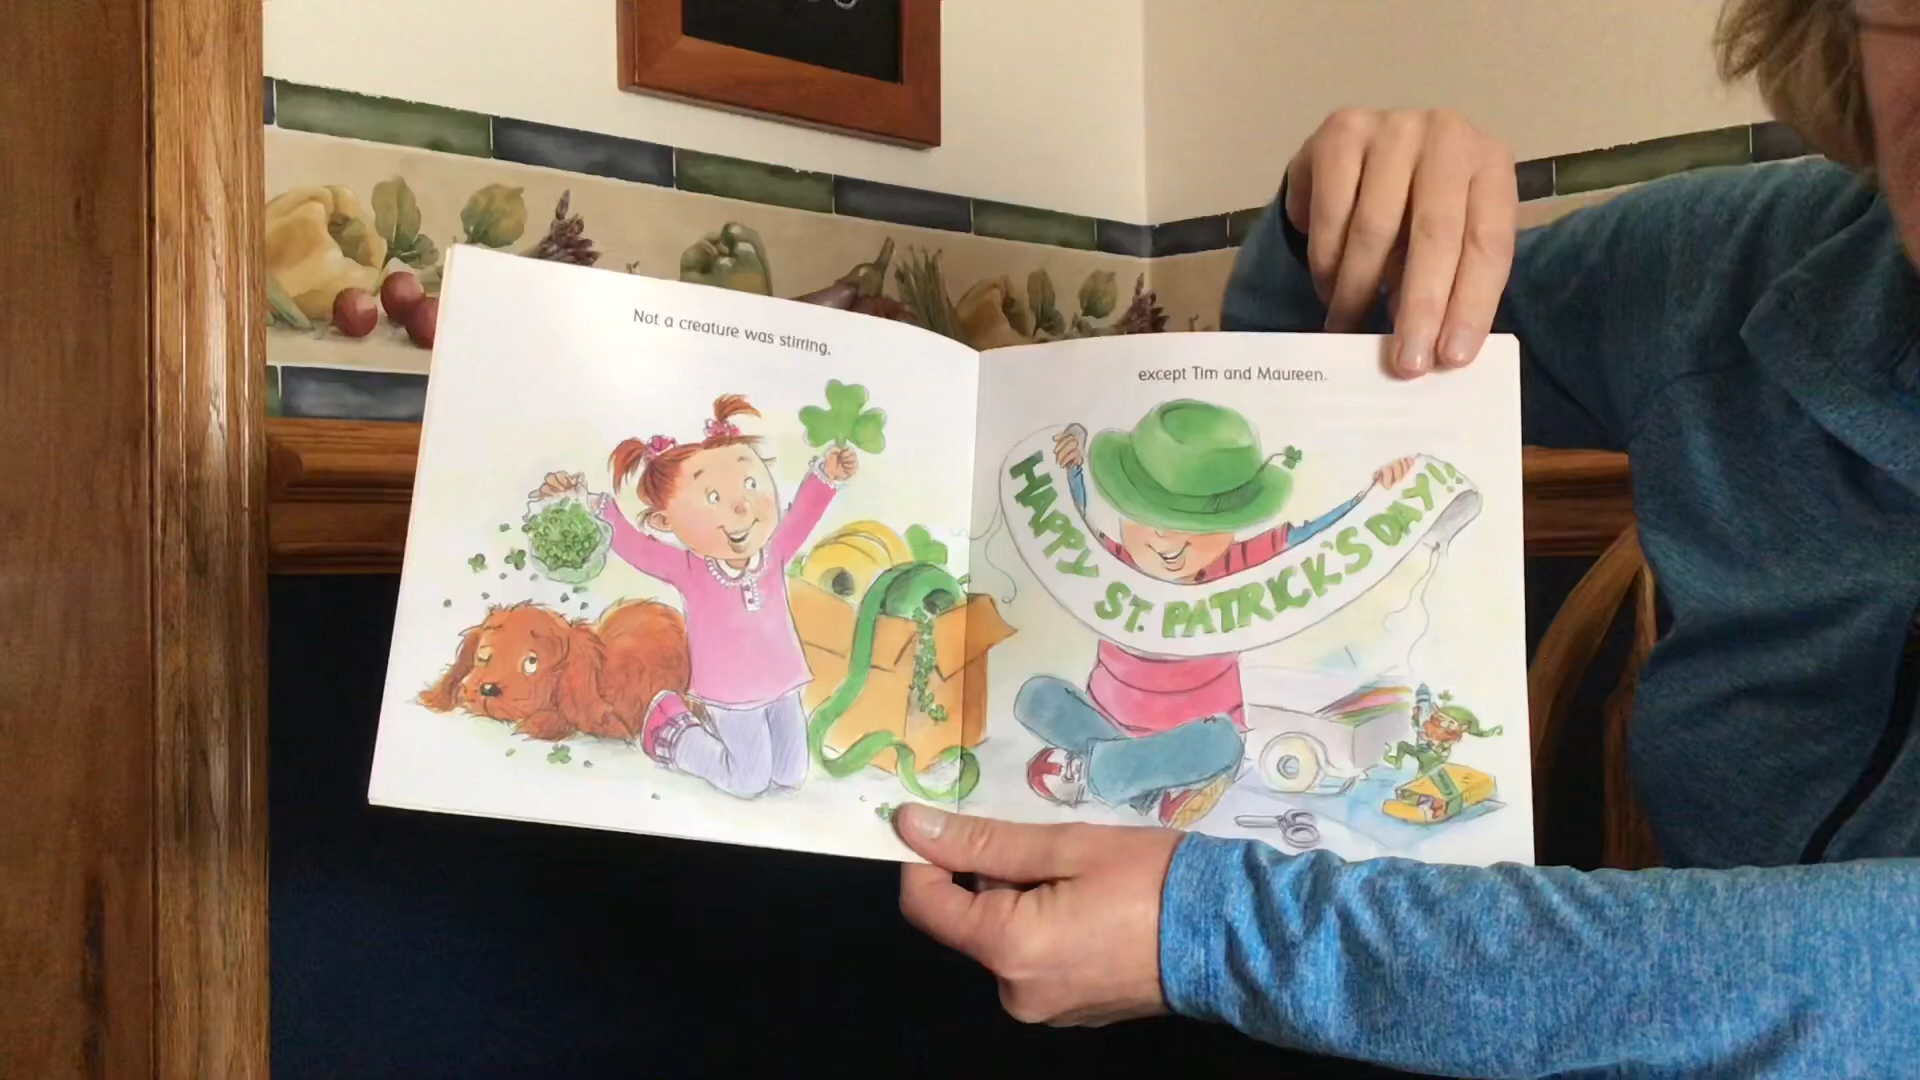 Not a creature was stirring,
except Tim and Maureen.
HAPPY ST. PATRICK'S DAY!!